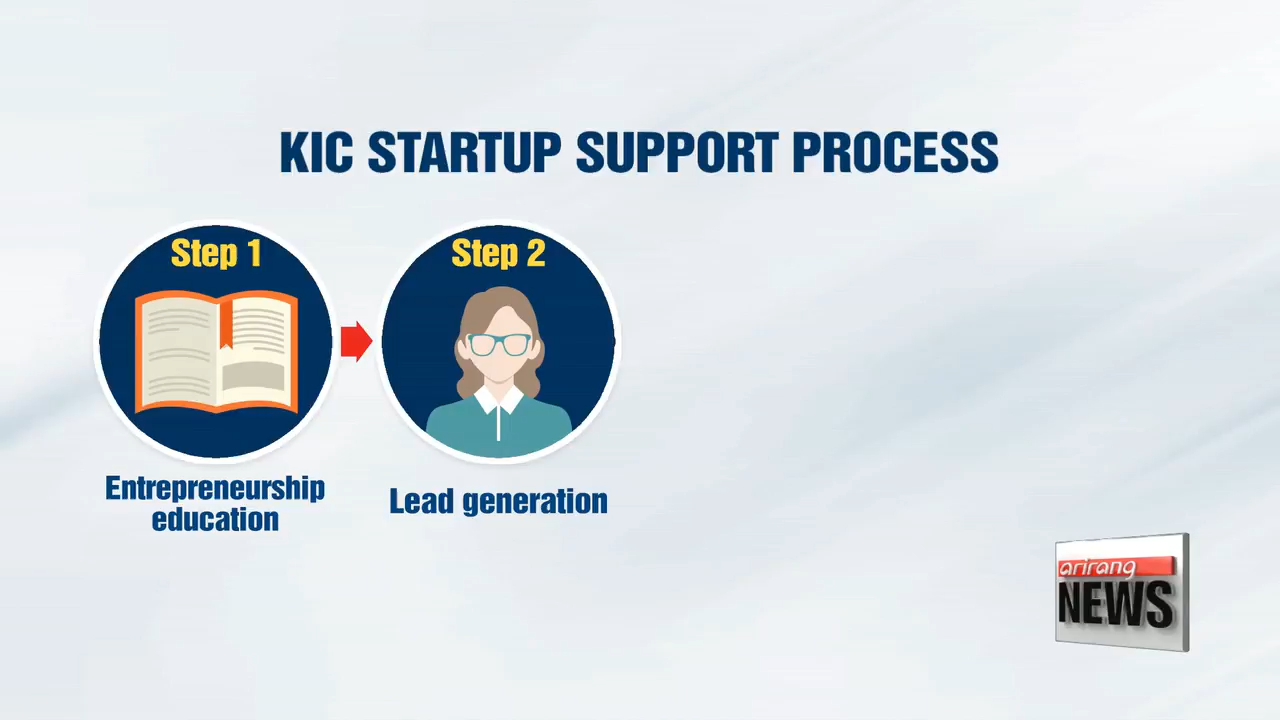 KIC STARTUP SUPPORT PROCESS
Step 1
Step 2
Entrepreneurship
education
Lead generation
arirang
NEWS